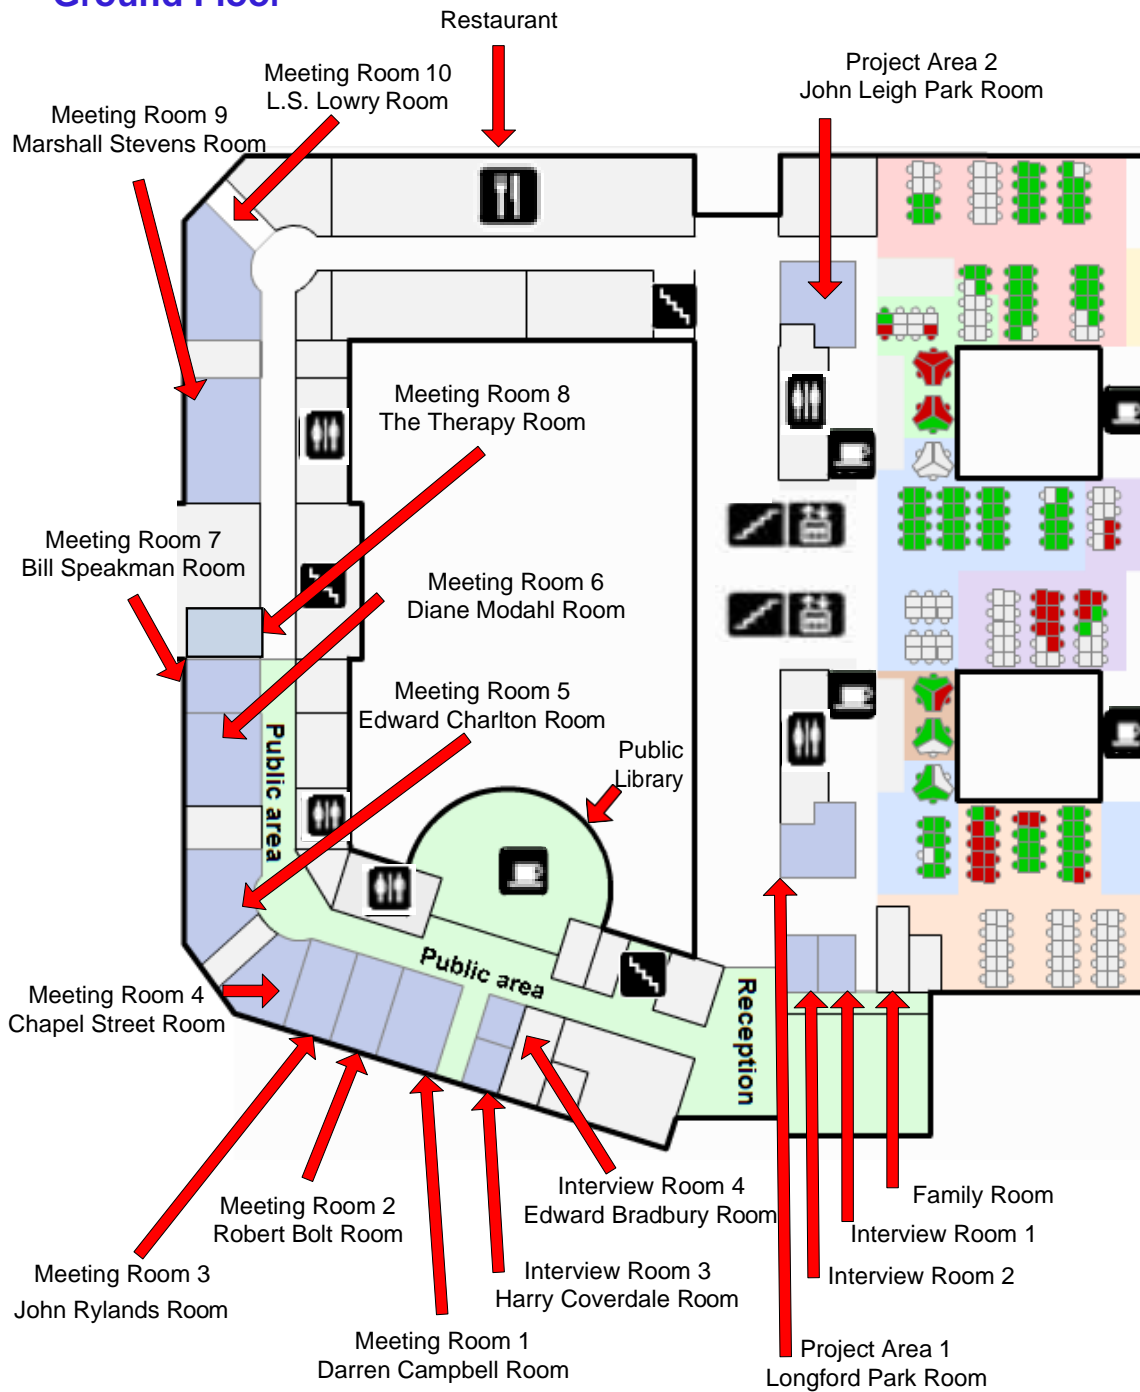 Ground Floor
Restaurant
Meeting Room 10
L.S. Lowry Room
Project Area 2
John Leigh Park Room
Meeting Room 9
Marshall Stevens Room
Meeting Room 8
The Therapy Room
Meeting Room 7
Bill Speakman Room
Meeting Room 6
Diane Modahl Room
Meeting Room 5
Edward Charlton Room
Public
Library
Public area
Public area
Reception
Meeting Room 4
Chapel Street Room
Meeting Room 2
Robert Bolt Room
Interview Room 4
Edward Bradbury Room
Family Room
Interview Room 1
Meeting Room 3
John Rylands Room
Interview Room 3
Harry Coverdale Room
Interview Room 2
Meeting Room 1
Darren Campbell Room
Project Area 1
Longford Park Room